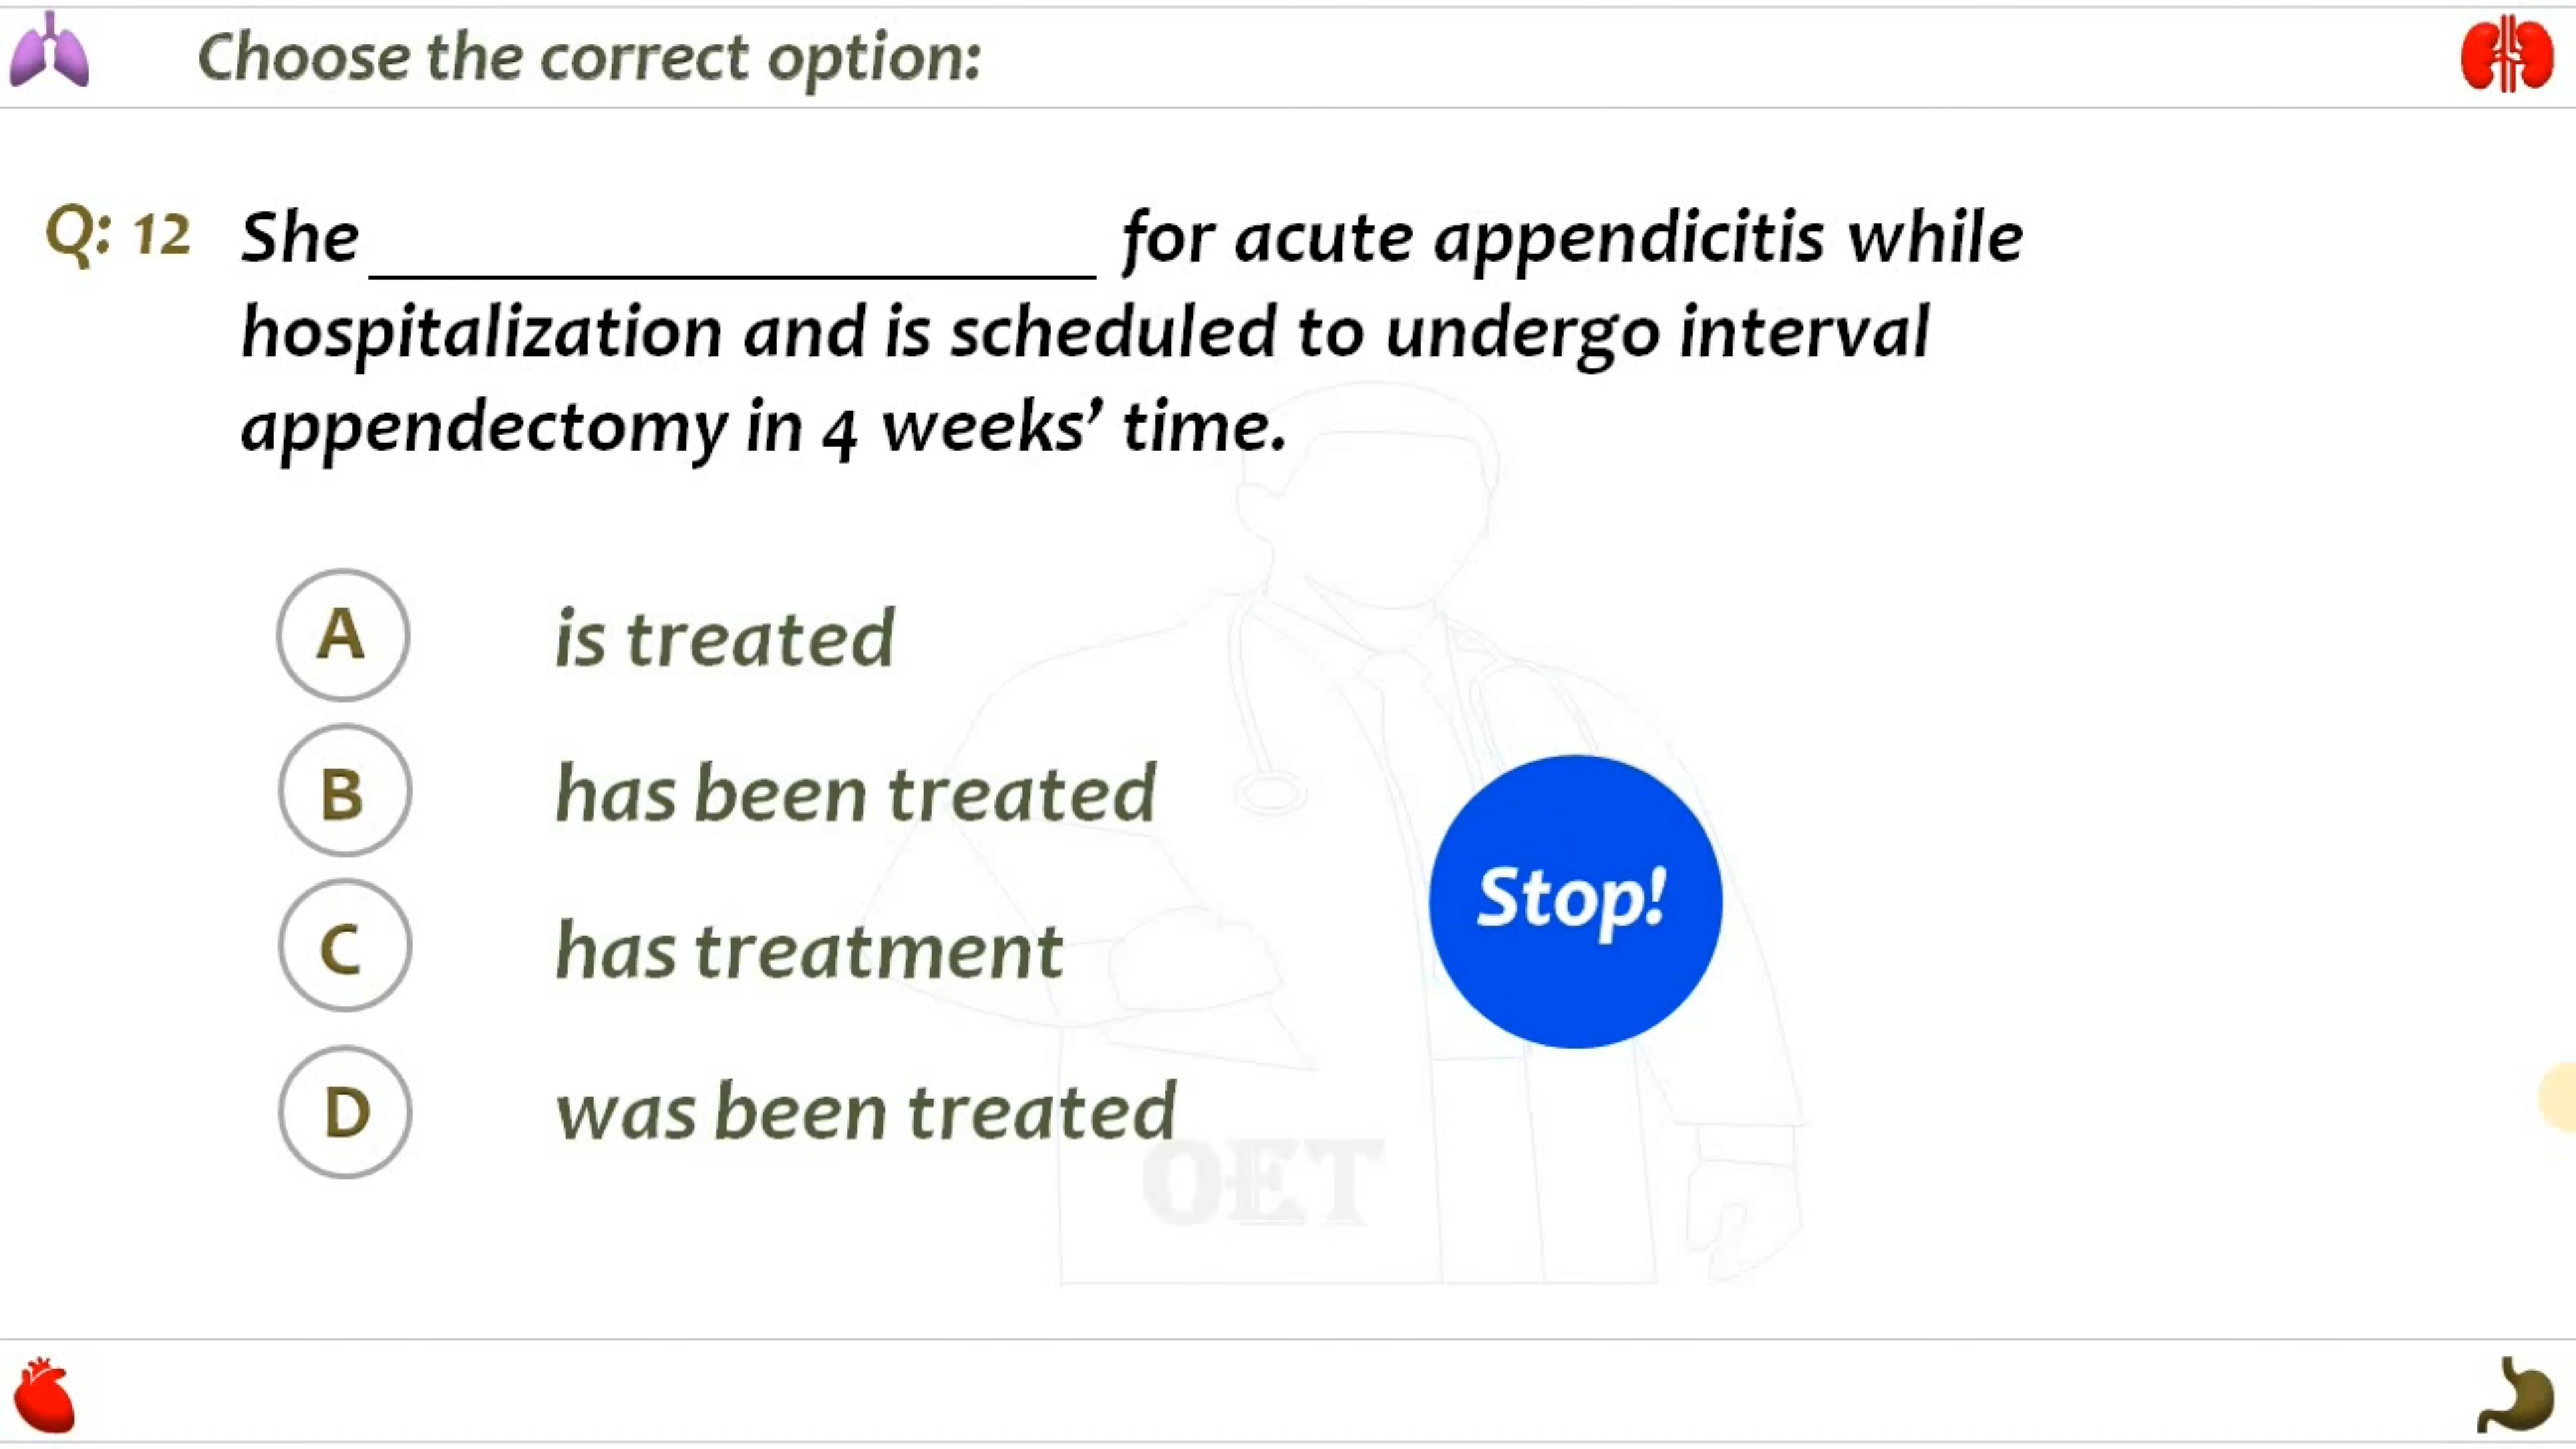 Choose the correct option:
Q: 12 She ____________________ for acute appendicitis while
hospitalization and is scheduled to undergo interval
appendectomy in 4 weeks’ time.
A is treated
B has been treated
C has treatment
D was been treated
Stop!
OET